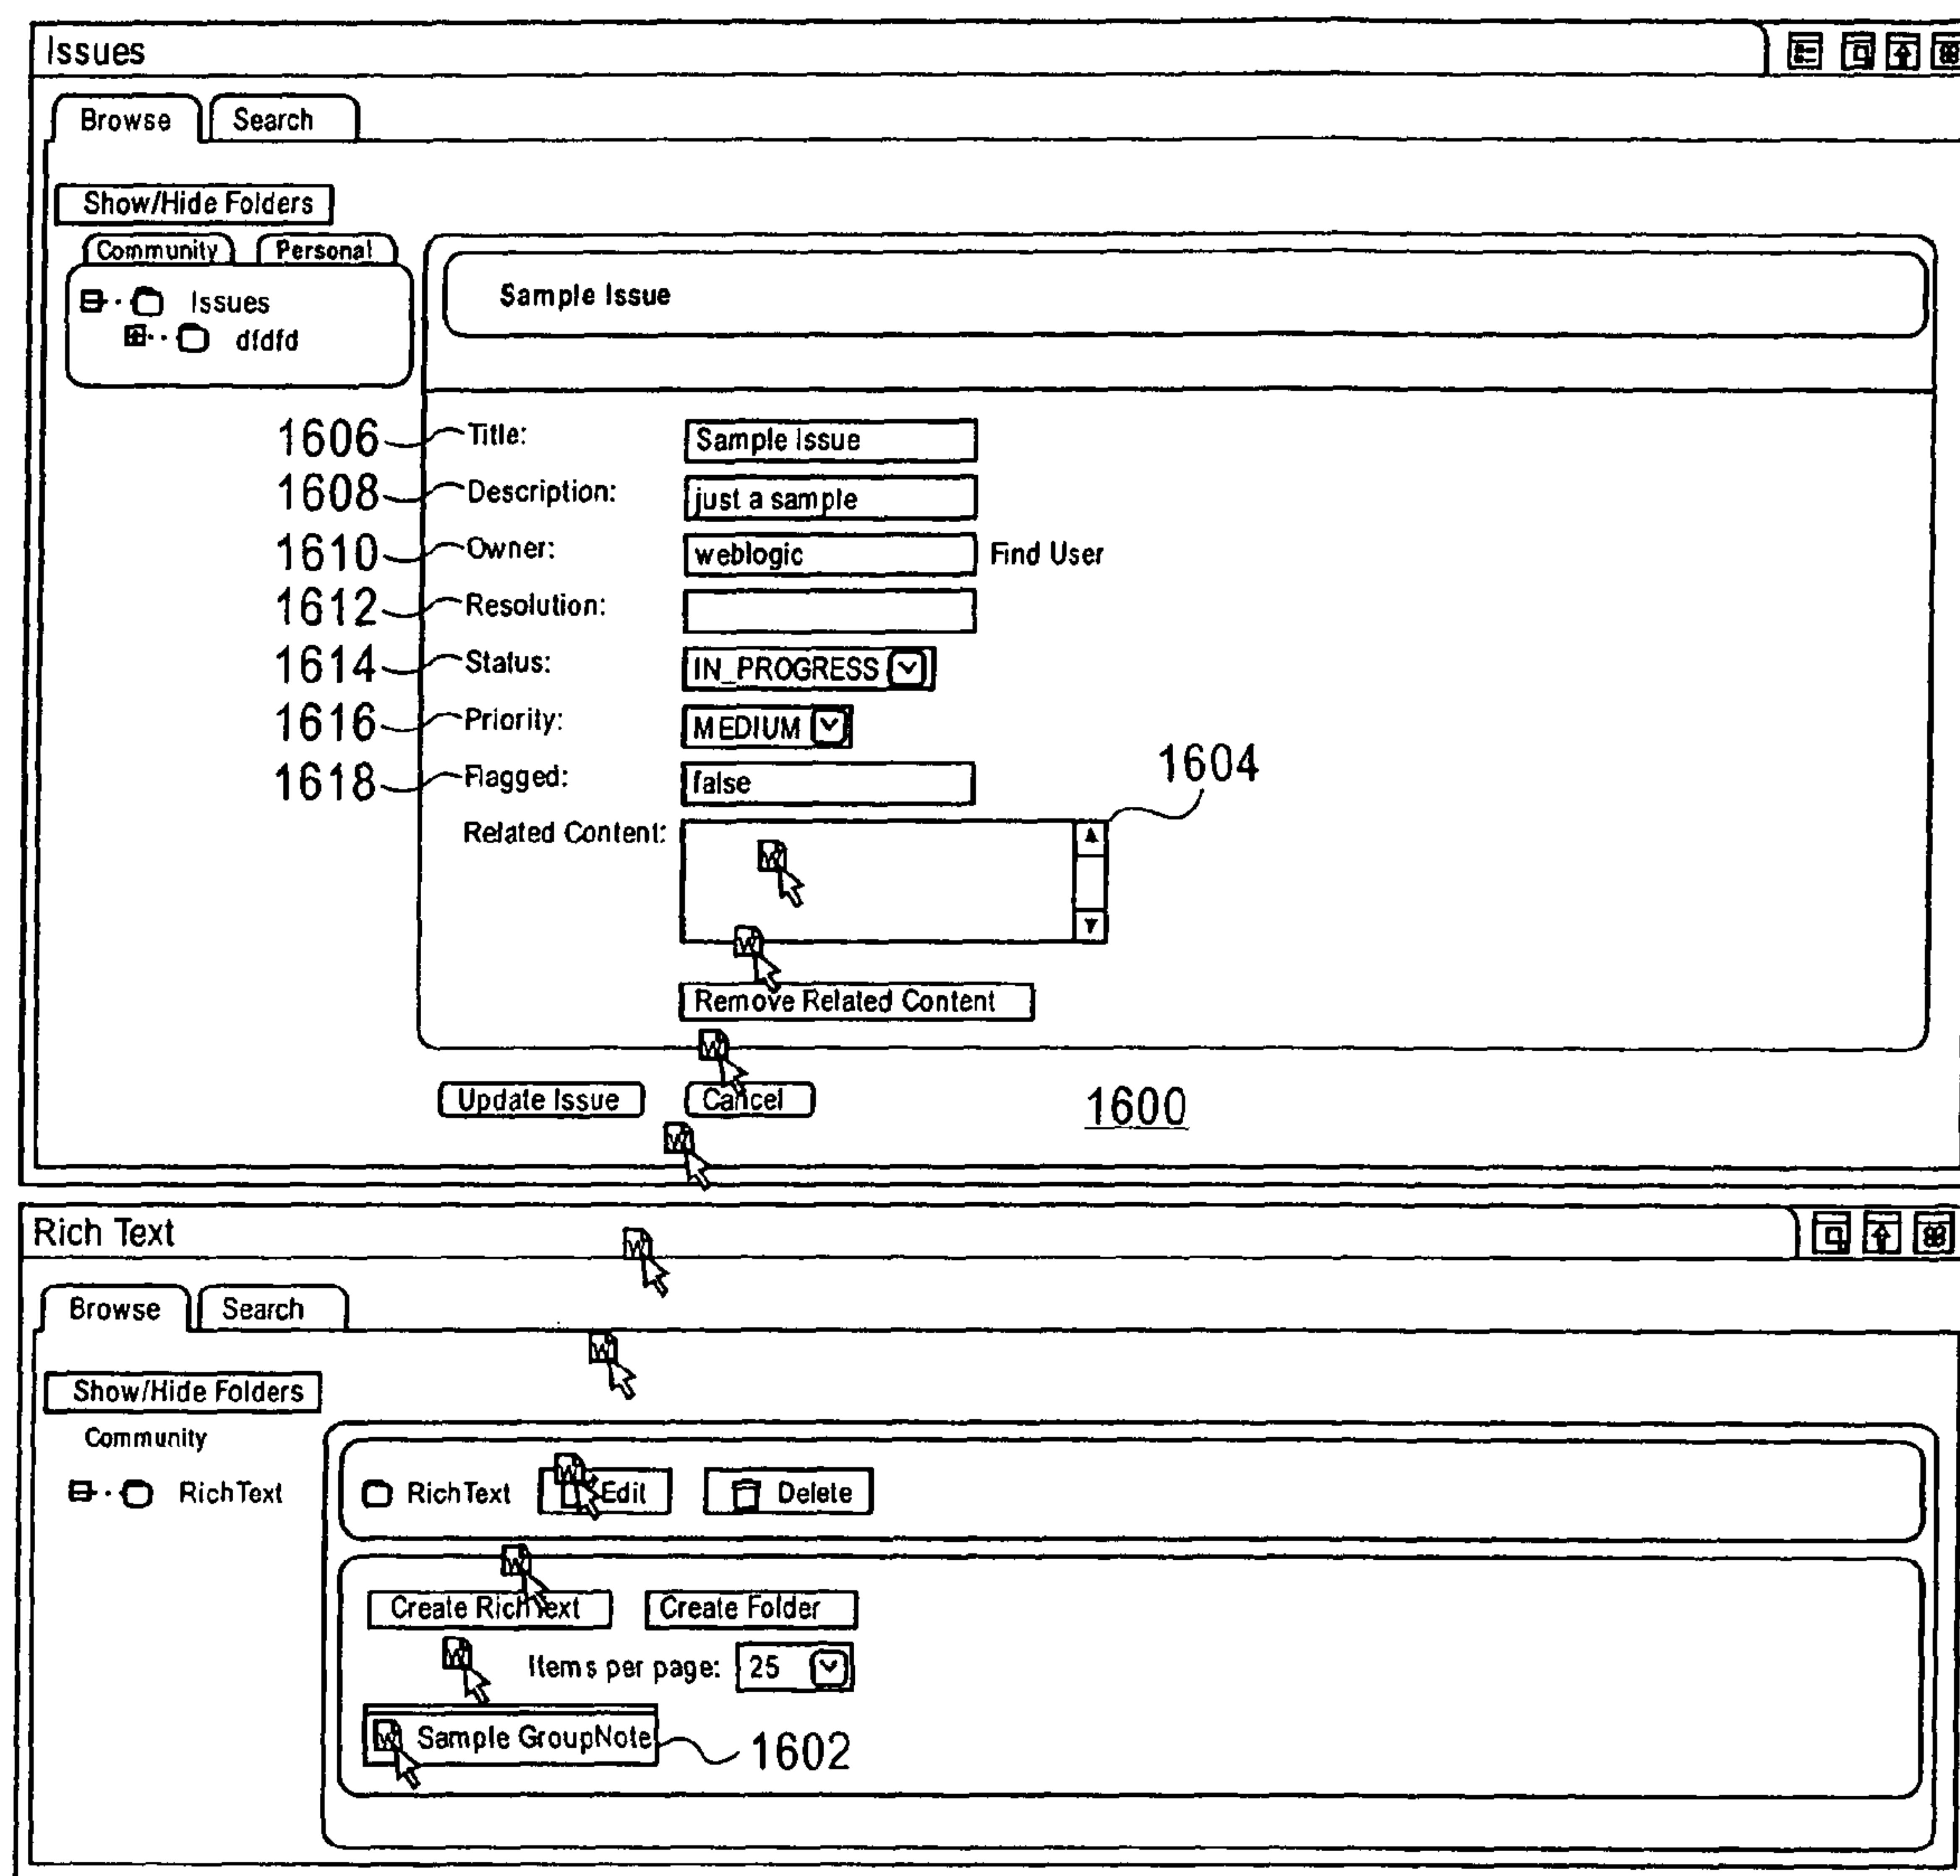 Issues
Browse Search
Show/Hide Folders
Community Personal
Issues
dfdfd
Sample Issue
1606 Title: Sample Issue
1608 Description: just a sample
1610 Owner: weblogic Find User
1612 Resolution:
1614 Status: IN_PROGRESS
1616 Priority: MEDIUM
1618 Flagged: false
1604
Related Content:
W
W
Remove Related Content
W
Update Issue Cancel
1600
W
Rich Text
W
Browse Search
W
Show/Hide Folders
Community
RichText
RichText W Edit Delete
W
Create RichText Create Folder
W Items per page: 25
W Sample GroupNote 1602